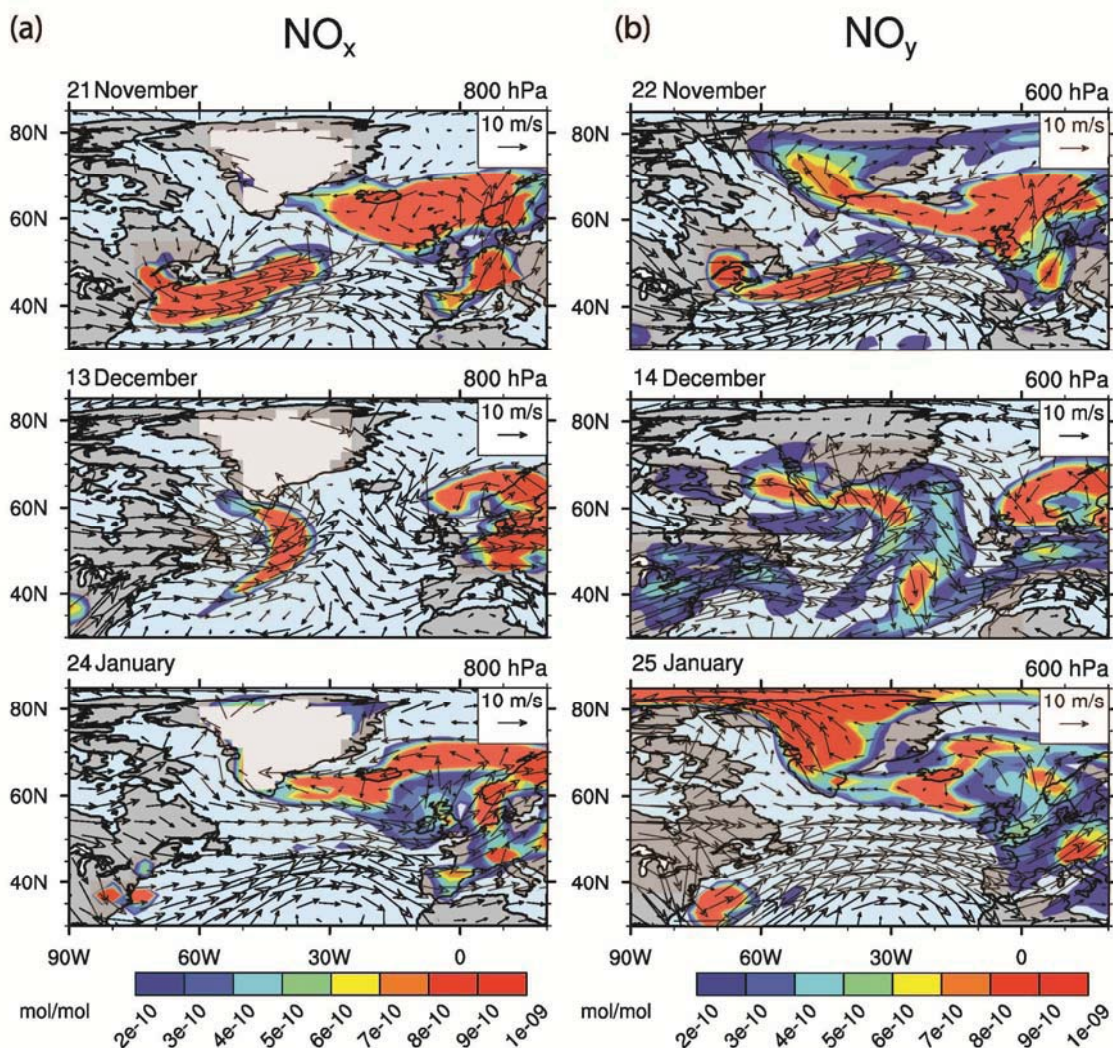 (a) NOx (b) NOy
21 November 800 hPa 22 November 600 hPa
80N 10 m/s 10 m/s
60N
40N
13 December 800 hPa 14 December 600 hPa
80N 10 m/s 10 m/s
60N
40N
24 January 800 hPa 25 January 600 hPa
80N 10 m/s 10 m/s
60N
40N
90W 60W 30W 0 90W 60W 30W 0
mol/mol 2e-10 3e-10 4e-10 5e-10 6e-10 7e-10 8e-10 9e-10 1e-09 mol/mol 2e-10 3e-10 4e-10 5e-10 6e-10 7e-10 8e-10 9e-10 1e-09